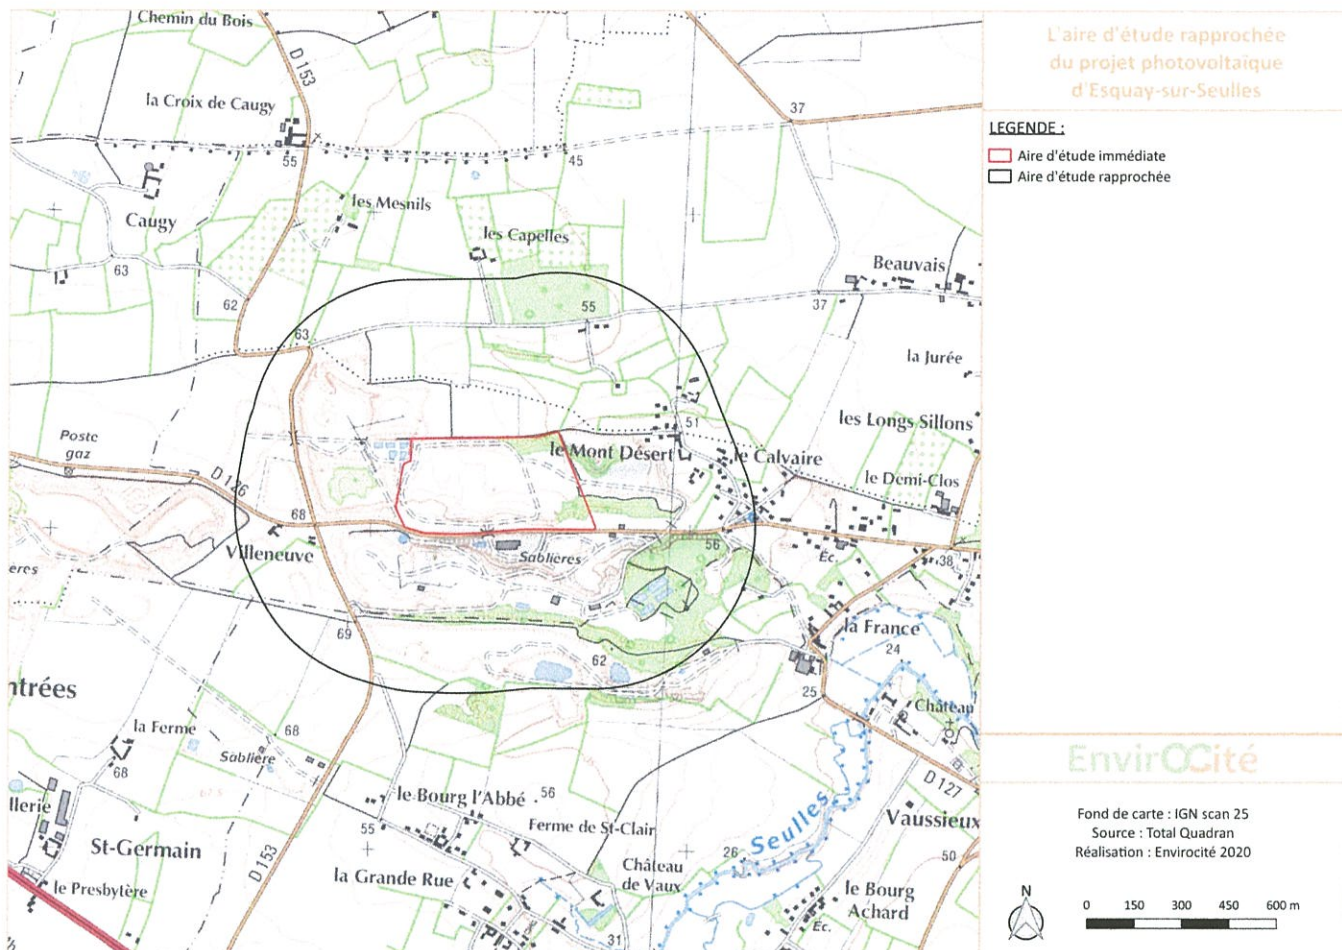 Chemin du Bois
D 153
la Croix de Caugy
37
55
45
Caugy
les Mesnils
les Capelles
Beauvais
63
62
63
55
37
la Jurée
51
les Longs Sillons
Poste
gaz
le Mont Désert
le Calvaire
le Demi-Clos
D 126
68
Villeneuve
Sablières
56
Éc.
38
ères
69
62
la France
24
25
ntrées
la Ferme
68
Sablière
68
Château
D 127
llerie
le Bourg l'Abbé
56
55
Ferme de St-Clair
Seulles
Vaussieux
St-Germain
D 153
26
50
le Presbytère
la Grande Rue
Château
de Vaux
le Bourg
Achard
Éc.
31
L'aire d'étude rapprochée
du projet photovoltaïque
d'Esquay-sur-Seulles
LEGENDE :
Aire d'étude immédiate
Aire d'étude rapprochée
EnvirOCité
Fond de carte : IGN scan 25
Source : Total Quadran
Réalisation : Envirocité 2020
N
0 150 300 450 600 m